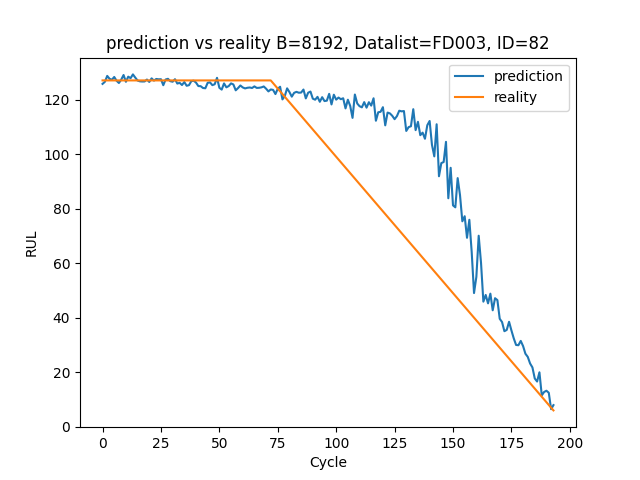 prediction vs reality B=8192, Datalist=FD003, ID=82
prediction
reality
RUL
120
100
80
60
40
20
0
0 25 50 75 100 125 150 175 200
Cycle